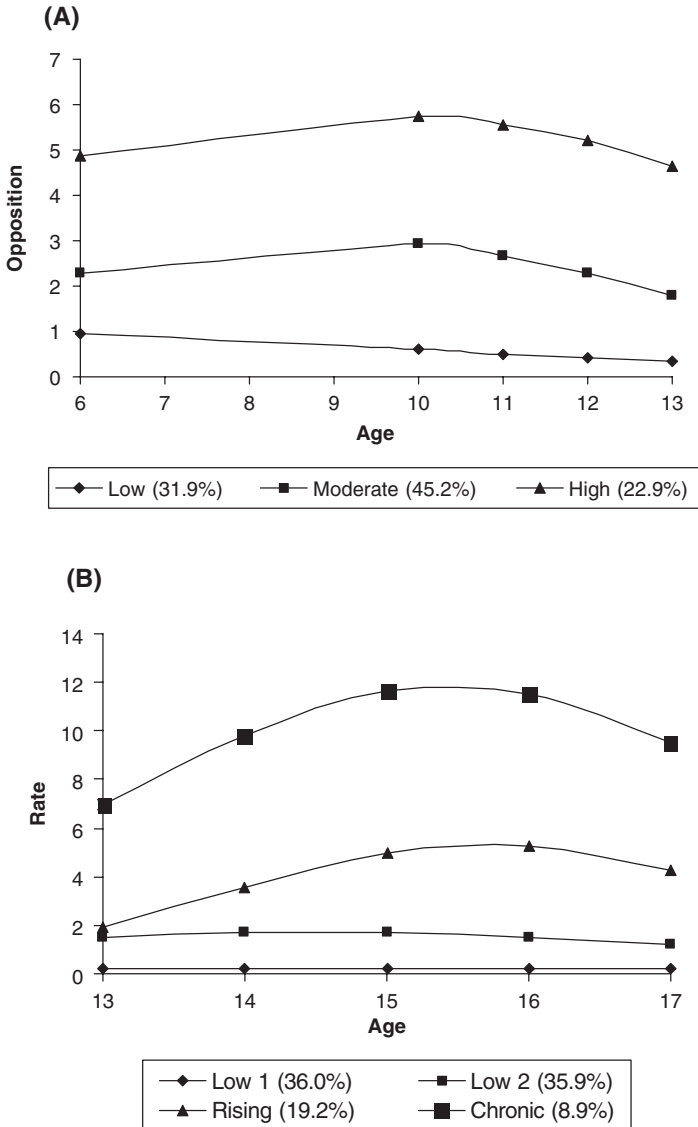 (A)
7
6
5
4
3
2
1
0
Opposition
6 7 8 9 10 11 12 13
Age
Low (31.9%) Moderate (45.2%) High (22.9%)
(B)
14
12
10
8
6
4
2
0
Rate
13 14 15 16 17
Age
Low 1 (36.0%) Low 2 (35.9%)
Rising (19.2%) Chronic (8.9%)